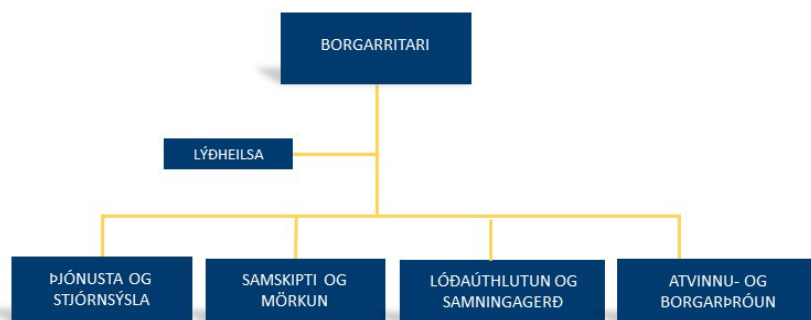 BORGARRITARI
LÝÐHEILSA
ÞJÓNUSTA OG
STJÓRNSÝSLA
SAMSKIPTI OG
MÖRKUN
LÓÐAÚTHLUTUN OG
SAMNINGAGERÐ
ATVINNU- OG
BORGARÞRÓUN